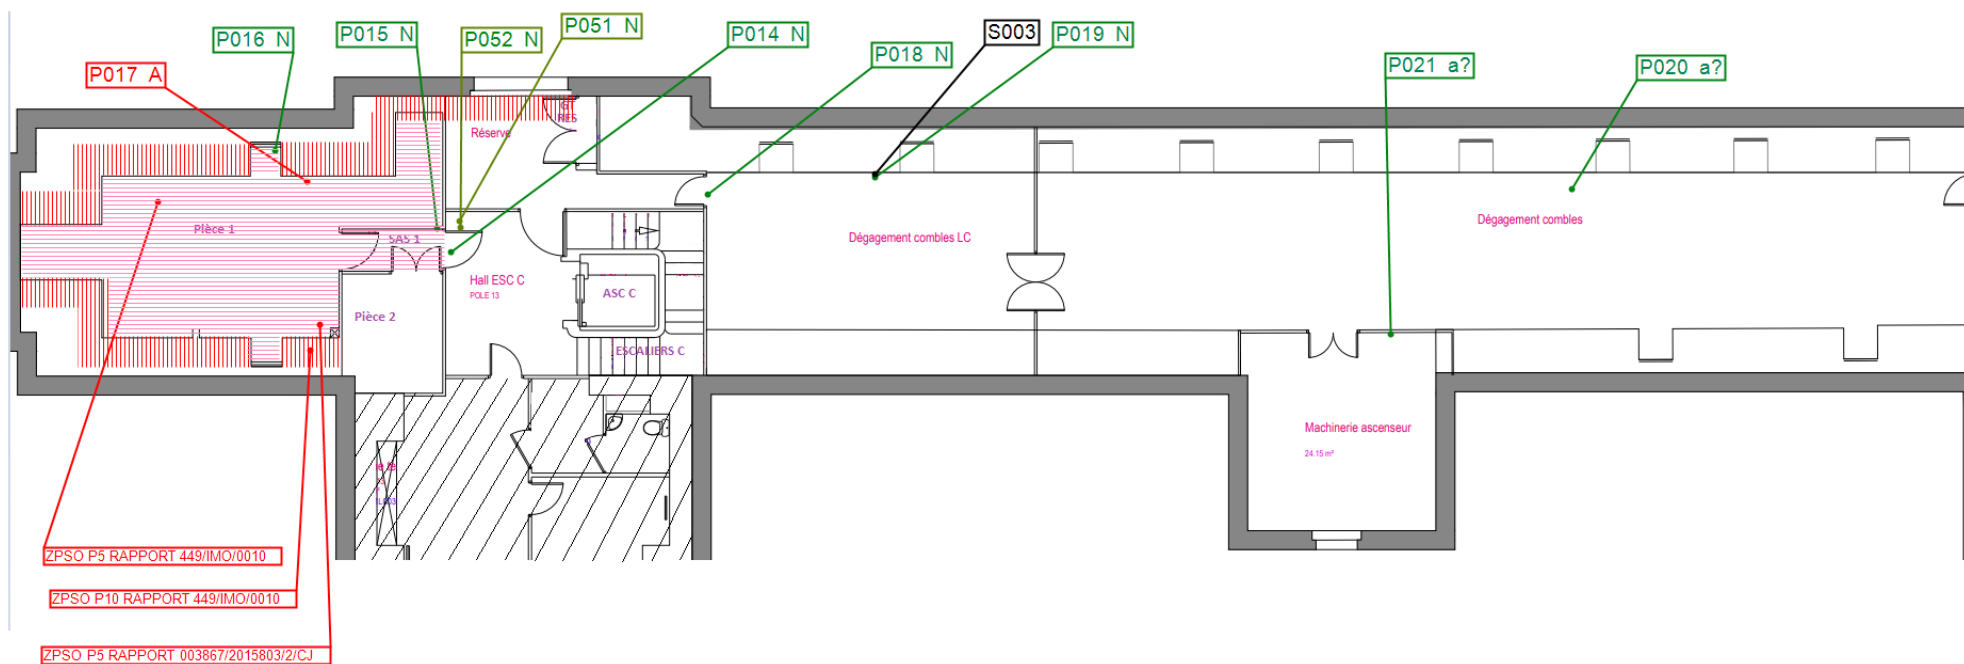 P016 N
P015 N
P052 N
P051 N
P014 N
P018 N
S003
P019 N
P021 a?
P020 a?
P017 A
Réserve
RES
Pièce 1
SAS 1
Hall ESC C
POLE 13
ASC C
Pièce 2
ESCALIERS C
Dégagement combles LC
Dégagement combles
Machinerie ascenseur
24.15 m²
ZPSO P5 RAPPORT 449/IMO/0010
ZPSO P10 RAPPORT 449/IMO/0010
ZPSO P5 RAPPORT 003867/2015803/2/CJ